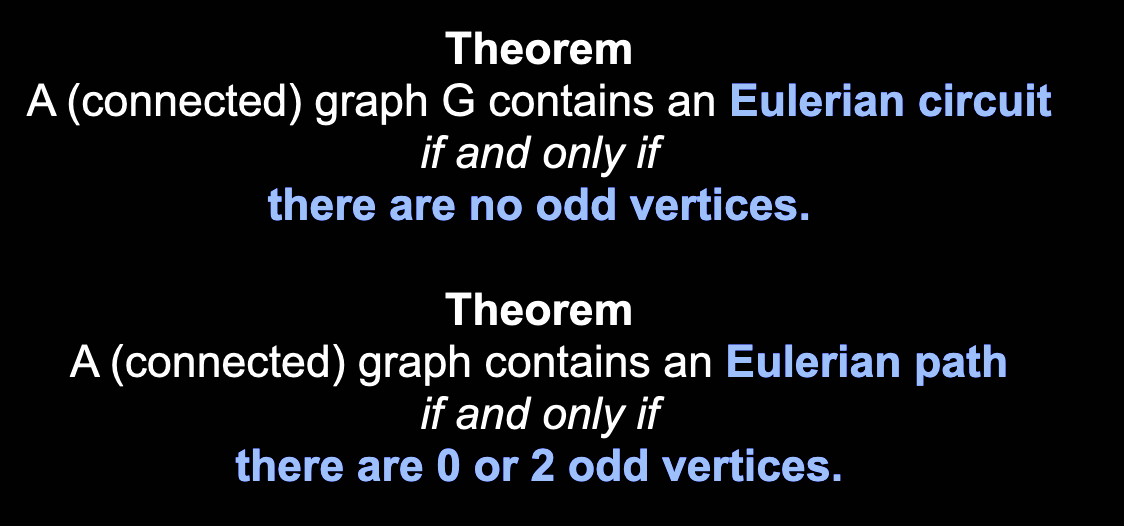 Theorem
A (connected) graph G contains an Eulerian circuit
if and only if
there are no odd vertices.
Theorem
A (connected) graph contains an Eulerian path
if and only if
there are 0 or 2 odd vertices.